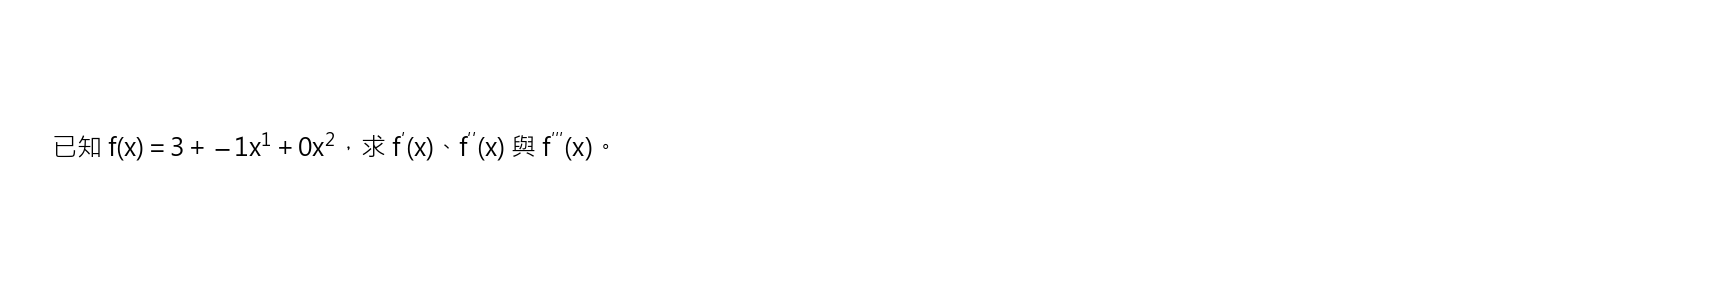 已知 f(x) = 3 + −1x¹ + 0x²，求 f′(x)、f′′(x) 與 f′′′(x)。